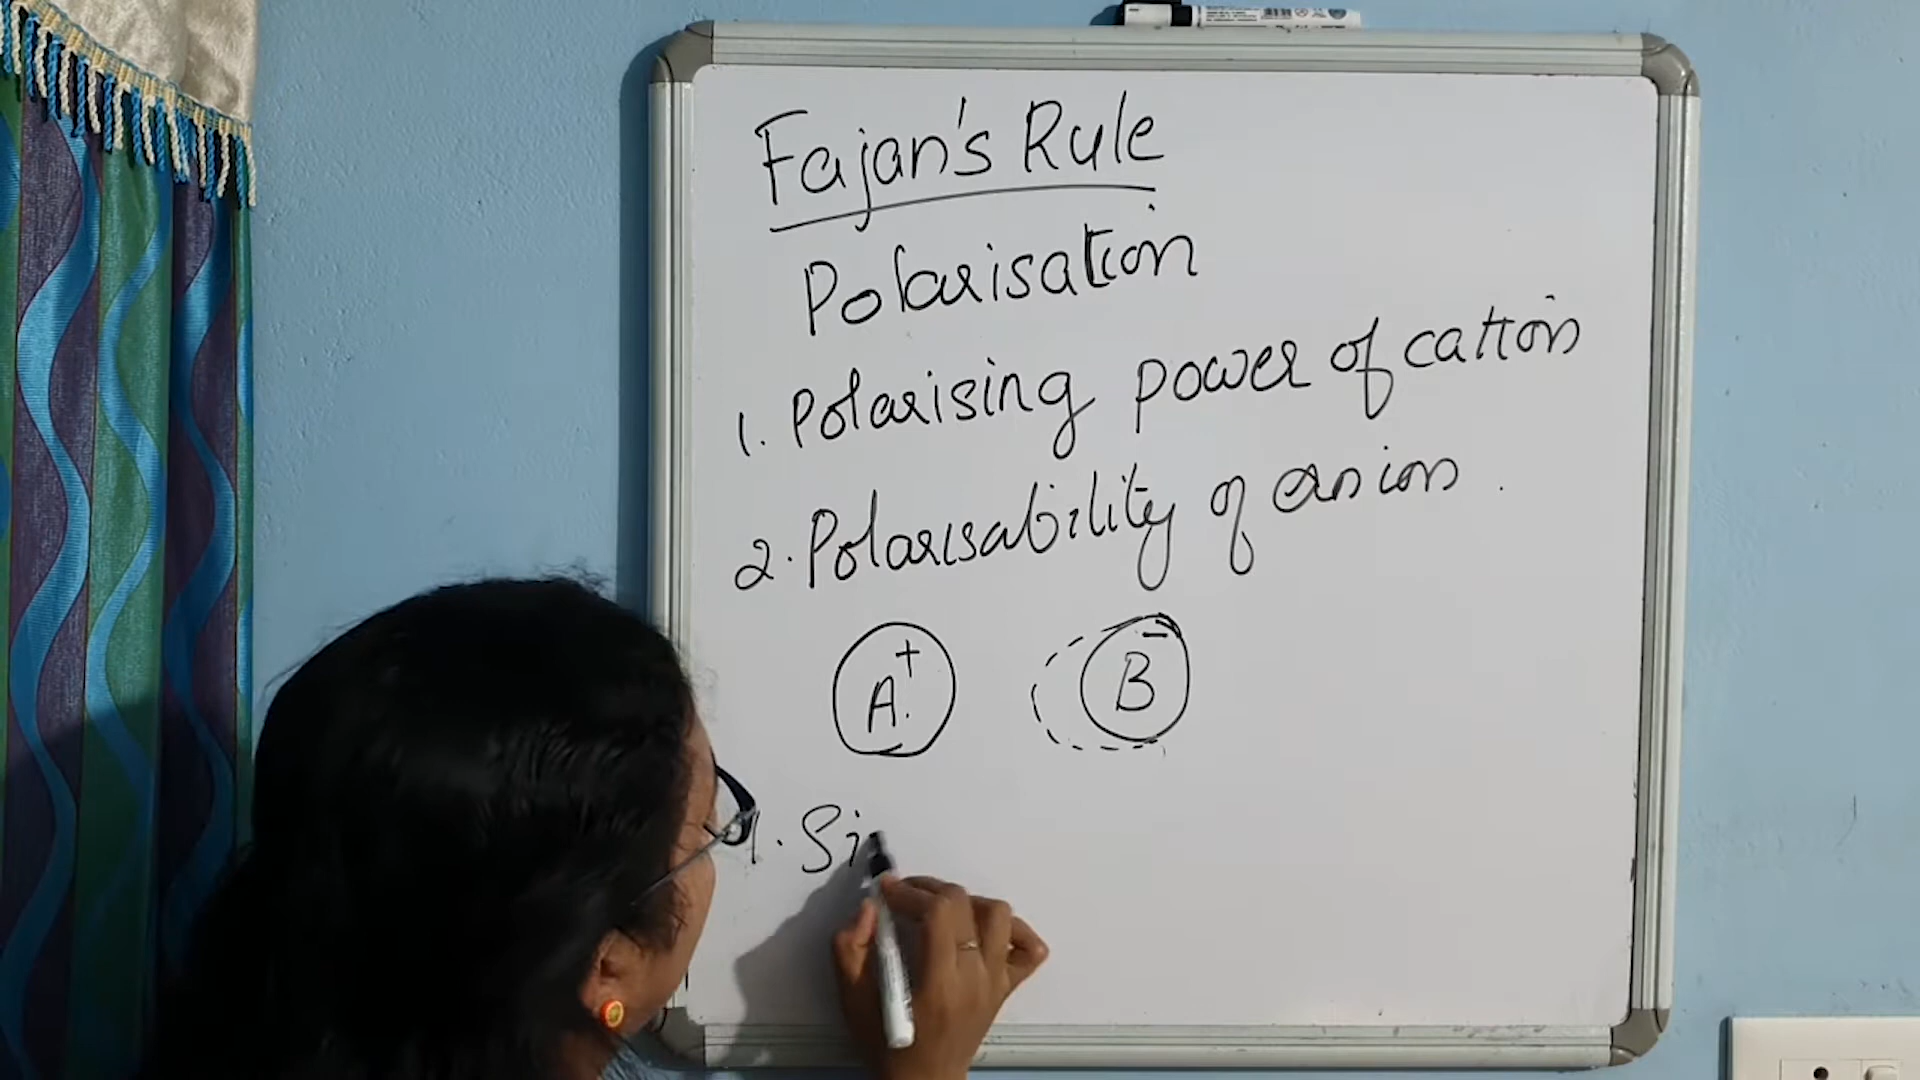 Fajan's Rule
Polarisation
1. Polarising power of cation
2. Polarisability of anion.
A+ B-
1. Si